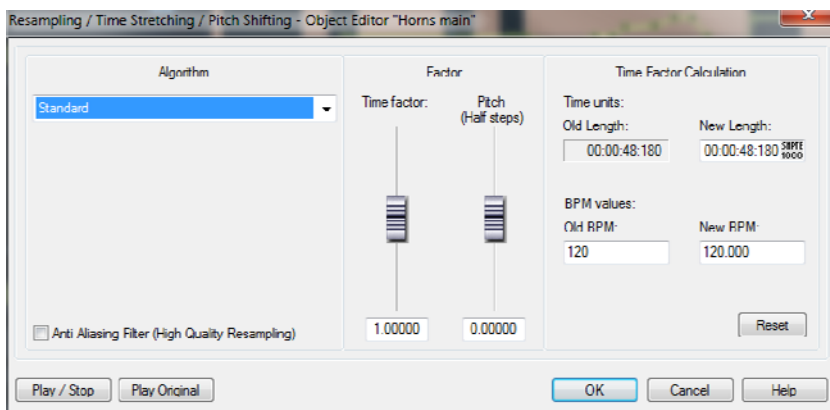 Resampling / Time Stretching / Pitch Shifting - Object Editor "Horns main"
Algorithm
Standard
Anti Aliasing Filter (High Quality Resampling)
Factor
Time factor:
Pitch
(Half steps)
1.00000
0.00000
Time Factor Calculation
Time units:
Old Length:
New Length:
00:00:48:180
00:00:48:180
SMPTE
1000
BPM values:
Old BPM:
New BPM:
120
120.000
Reset
Play / Stop
Play Original
OK
Cancel
Help